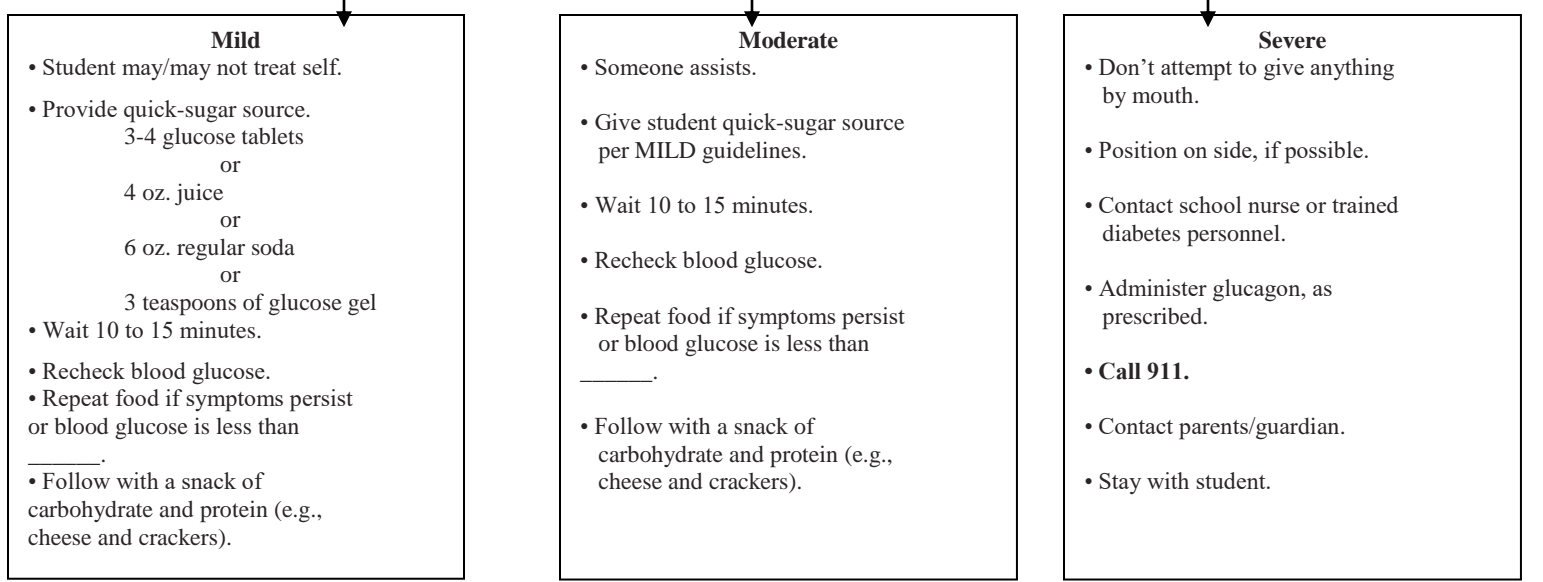 Mild
• Student may/may not treat self.
• Provide quick-sugar source.
3-4 glucose tablets
or
4 oz. juice
or
6 oz. regular soda
or
3 teaspoons of glucose gel
• Wait 10 to 15 minutes.
• Recheck blood glucose.
• Repeat food if symptoms persist
or blood glucose is less than
______.
• Follow with a snack of
carbohydrate and protein (e.g.,
cheese and crackers).
Moderate
• Someone assists.
• Give student quick-sugar source
per MILD guidelines.
• Wait 10 to 15 minutes.
• Recheck blood glucose.
• Repeat food if symptoms persist
or blood glucose is less than
______.
• Follow with a snack of
carbohydrate and protein (e.g.,
cheese and crackers).
Severe
• Don’t attempt to give anything
by mouth.
• Position on side, if possible.
• Contact school nurse or trained
diabetes personnel.
• Administer glucagon, as
prescribed.
• Call 911.
• Contact parents/guardian.
• Stay with student.